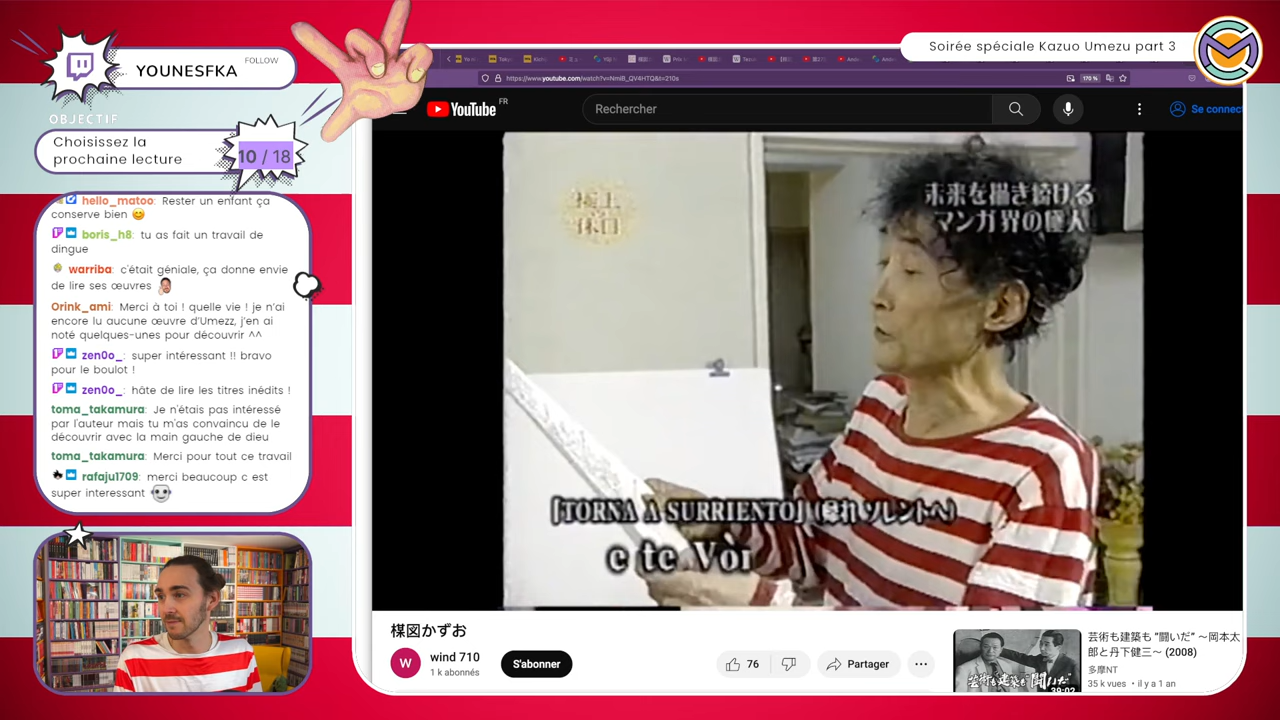 YOUNESFKA
FOLLOW
OBJECTIF
Choisissez la
prochaine lecture
10 / 18
hello_matoo: Rester un enfant ça
conserve bien
boris_h8: tu as fait un travail de
dingue
warriba: c'était géniale, ça donne envie
de lire ses œuvres
Orink_ami: Merci à toi ! quelle vie ! je n'ai
encore lu aucune œuvre d'Umezz, j'en ai
noté quelques-unes pour découvrir ^^
zen0o_: super intéressant !! bravo
pour le boulot !
zen0o_: hâte de lire les titres inédits !
toma_takamura: Je n'étais pas intéressé
par l'auteur mais tu m'as convaincu de le
découvrir avec la main gauche de dieu
toma_takamura: Merci pour tout ce travail
rafaju1709: merci beaucoup c est
super interessant
Soirée spéciale Kazuo Umezu part 3
170 %
YouTube FR
Rechercher
Se connect
極上
休日
未来を描き続ける
マンガ界の極人
「TORNA A SURRIENTO」(帰れ ソレントへ)
e te Vòi
楳図かずお
W
wind 710
1 k abonnés
S'abonner
76
Partager
芸術も建築も "闘いだ" ～岡本太
郎と丹下健三～ (2008)
多摩NT
35 k vues • il y a 1 an
39:02